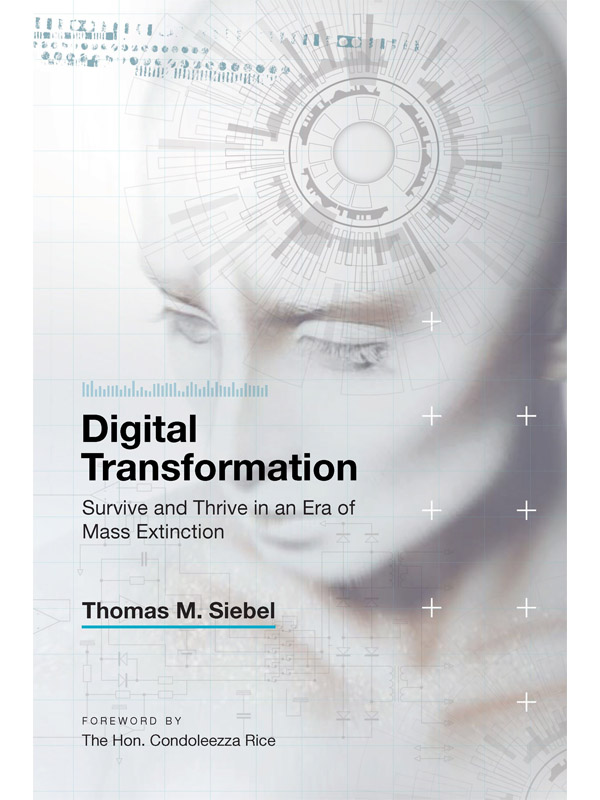 Digital
Transformation
Survive and Thrive in an Era of
Mass Extinction
Thomas M. Siebel
FOREWORD BY
The Hon. Condoleezza Rice